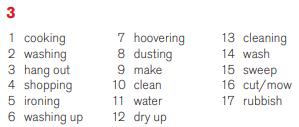 3
1 cooking
2 washing
3 hang out
4 shopping
5 ironing
6 washing up
7 hoovering
8 dusting
9 make
10 clean
11 water
12 dry up
13 cleaning
14 wash
15 sweep
16 cut/mow
17 rubbish